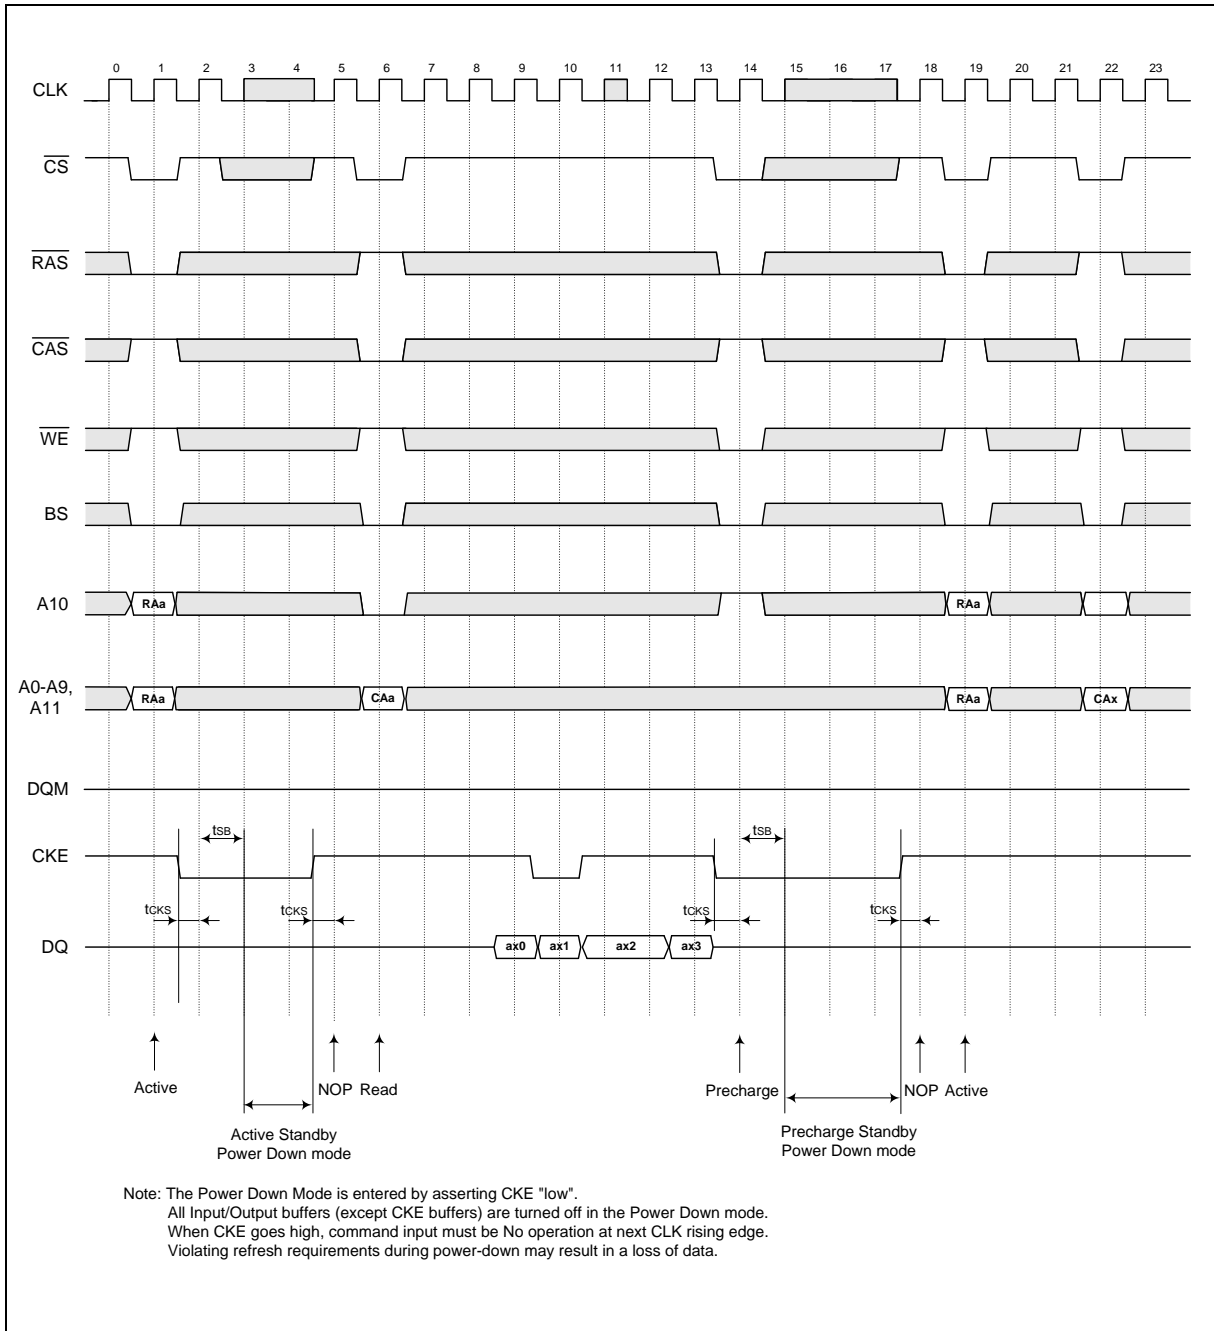 0 1 2 3 4 5 6 7 8 9 10 11 12 13 14 15 16 17 18 19 20 21 22 23
CLK
CS
RAS
CAS
WE
BS
A10 RAa RAa
A0-A9,
A11 RAa CAa RAa CAx
DQM
tSB tSB
CKE
tCKS tCKS tCKS tCKS
DQ ax0 ax1 ax2 ax3
Active NOP Read Precharge NOP Active
Active Standby
Power Down mode
Precharge Standby
Power Down mode
Note: The Power Down Mode is entered by asserting CKE "low".
All Input/Output buffers (except CKE buffers) are turned off in the Power Down mode.
When CKE goes high, command input must be No operation at next CLK rising edge.
Violating refresh requirements during power-down may result in a loss of data.